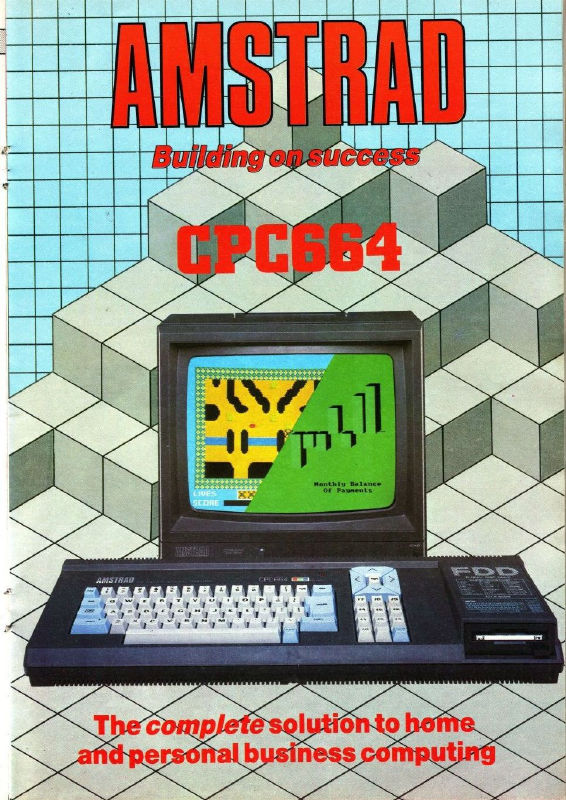 AMSTRAD
Building on success
CPC664
Monthly Balance
Of Payments
LIVES
SCORE
AMSTRAD
CPC664
FDD
The complete solution to home
and personal business computing